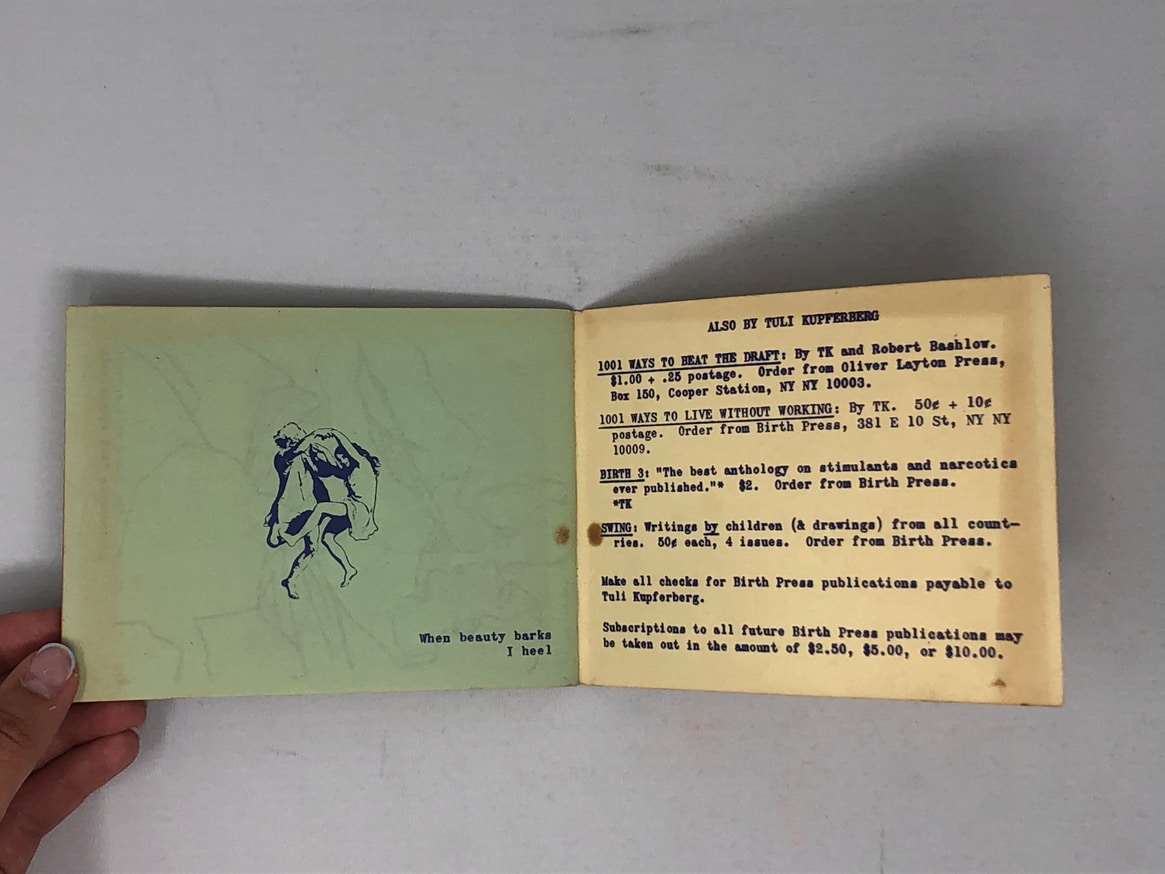 When beauty barks
I heel
ALSO BY TULI KUPFERBERG
1001 WAYS TO BEAT THE DRAFT: By TK and Robert Bashlow.
$1.00 + .25 postage. Order from Oliver Layton Press,
Box 150, Cooper Station, NY NY 10003.
1001 WAYS TO LIVE WITHOUT WORKING: By TK. 50¢ + 10¢
postage. Order from Birth Press, 381 E 10 St, NY NY
10009.
BIRTH 3: "The best anthology on stimulants and narcotics
ever published."* $2. Order from Birth Press.
*TK
SWING: Writings by children (& drawings) from all count-
ries. 50¢ each, 4 issues. Order from Birth Press.
Make all checks for Birth Press publications payable to
Tuli Kupferberg.
Subscriptions to all future Birth Press publications may
be taken out in the amount of $2.50, $5.00, or $10.00.